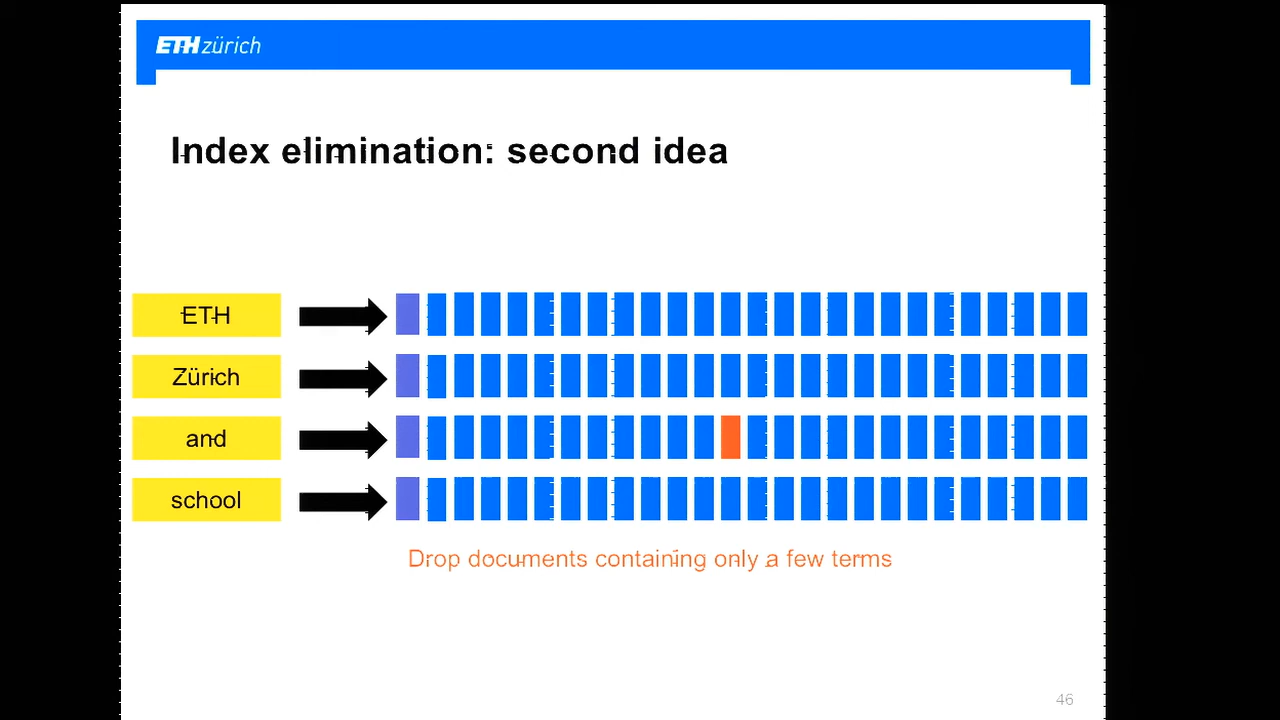 ETH zürich
Index elimination: second idea
ETH
Zürich
and
school
Drop documents containing only a few terms
46